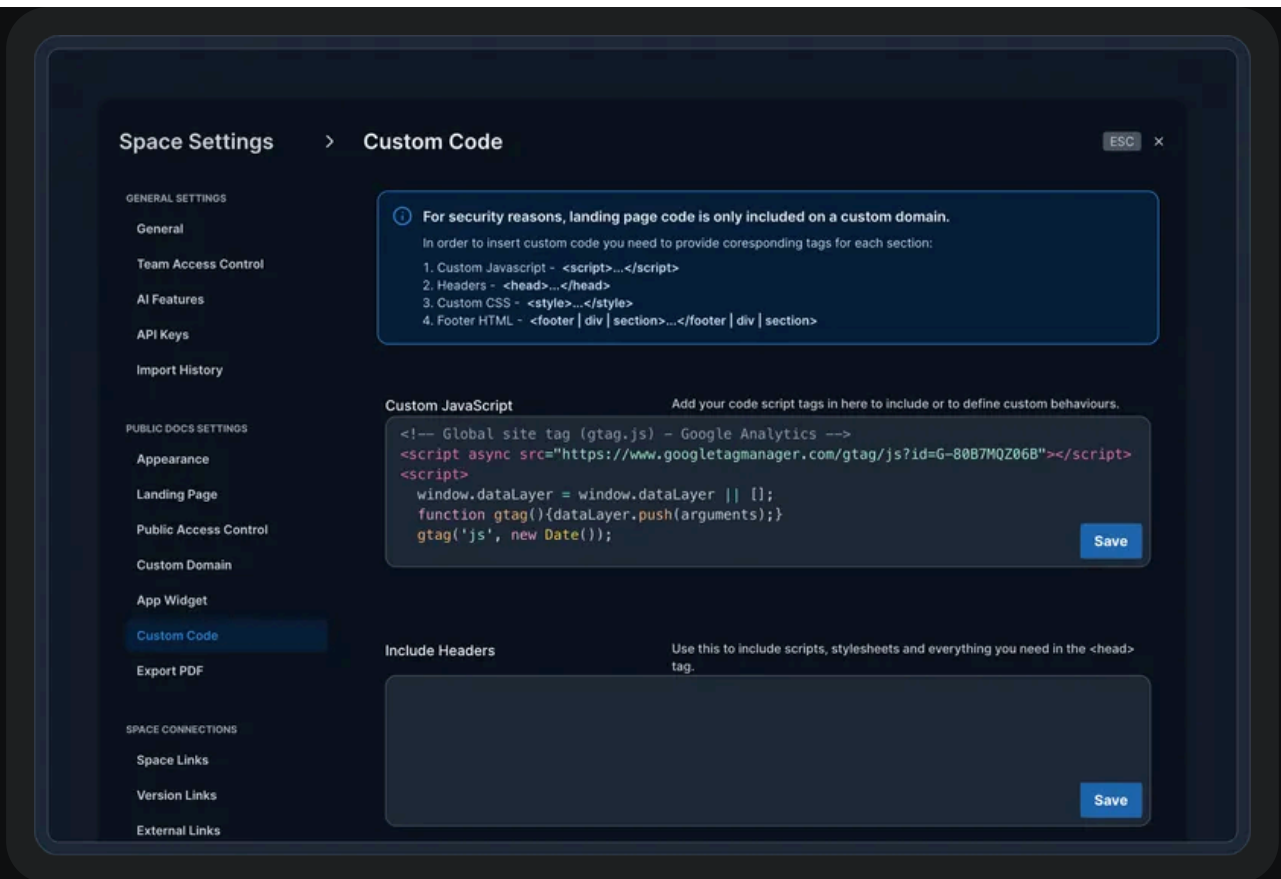 Space Settings > Custom Code ESC ×
GENERAL SETTINGS
General
Team Access Control
AI Features
API Keys
Import History
PUBLIC DOCS SETTINGS
Appearance
Landing Page
Public Access Control
Custom Domain
App Widget
Custom Code
Export PDF
SPACE CONNECTIONS
Space Links
Version Links
External Links
For security reasons, landing page code is only included on a custom domain.
In order to insert custom code you need to provide coresponding tags for each section:
1. Custom Javascript - <script>...</script>
2. Headers - <head>...</head>
3. Custom CSS - <style>...</style>
4. Footer HTML - <footer | div | section>...</footer | div | section>
Custom JavaScript
Add your code script tags in here to include or to define custom behaviours.
<!-- Global site tag (gtag.js) - Google Analytics -->
<script async src="https://www.googletagmanager.com/gtag/js?id=G-80B7MQZ06B"></script>
<script>
window.dataLayer = window.dataLayer || [];
function gtag(){dataLayer.push(arguments);}
gtag('js', new Date());
Save
Include Headers
Use this to include scripts, stylesheets and everything you need in the <head>
tag.
Save